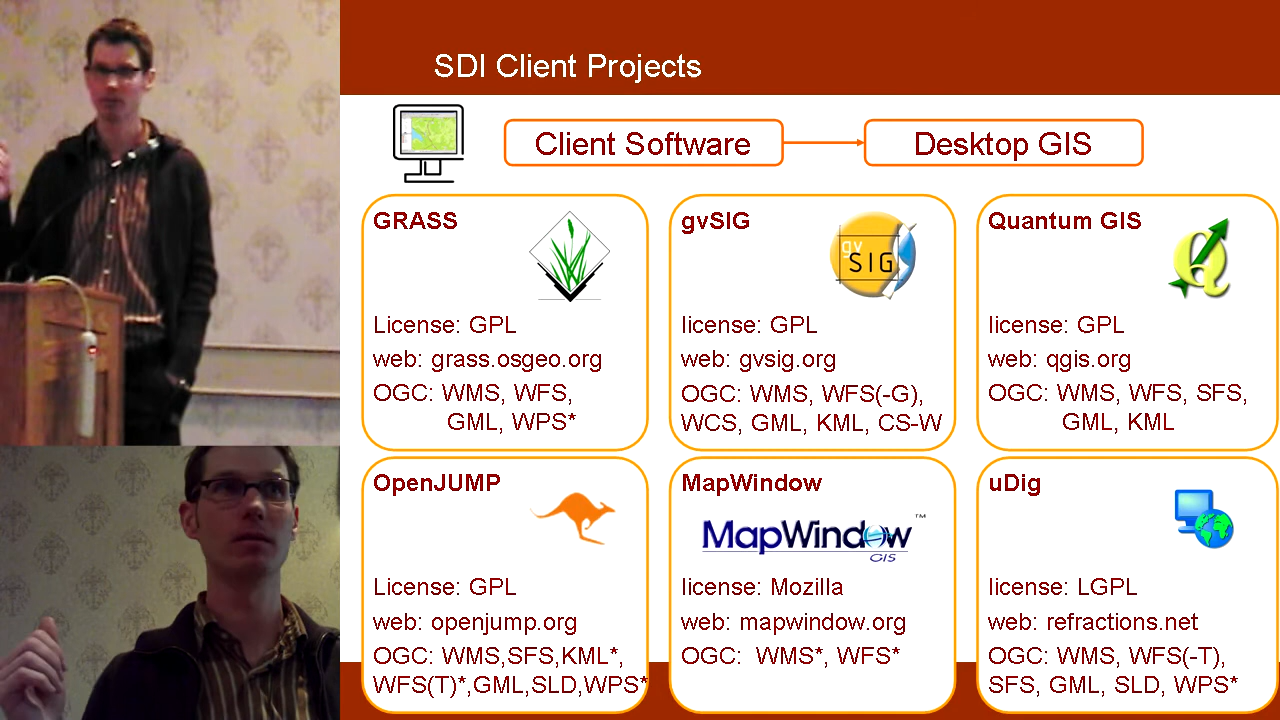 SDI Client Projects
Client Software
Desktop GIS
GRASS
License: GPL
web: grass.osgeo.org
OGC: WMS, WFS,
GML, WPS*
gvSIG
gv
SIG
license: GPL
web: gvsig.org
OGC: WMS, WFS(-G),
WCS, GML, KML, CS-W
Quantum GIS
Q
license: GPL
web: qgis.org
OGC: WMS, WFS, SFS,
GML, KML
OpenJUMP
License: GPL
web: openjump.org
OGC: WMS,SFS,KML*,
WFS(T)*,GML,SLD,WPS*
MapWindow
MapWindow™
GIS
license: Mozilla
web: mapwindow.org
OGC: WMS*, WFS*
uDig
license: LGPL
web: refractions.net
OGC: WMS, WFS(-T),
SFS, GML, SLD, WPS*